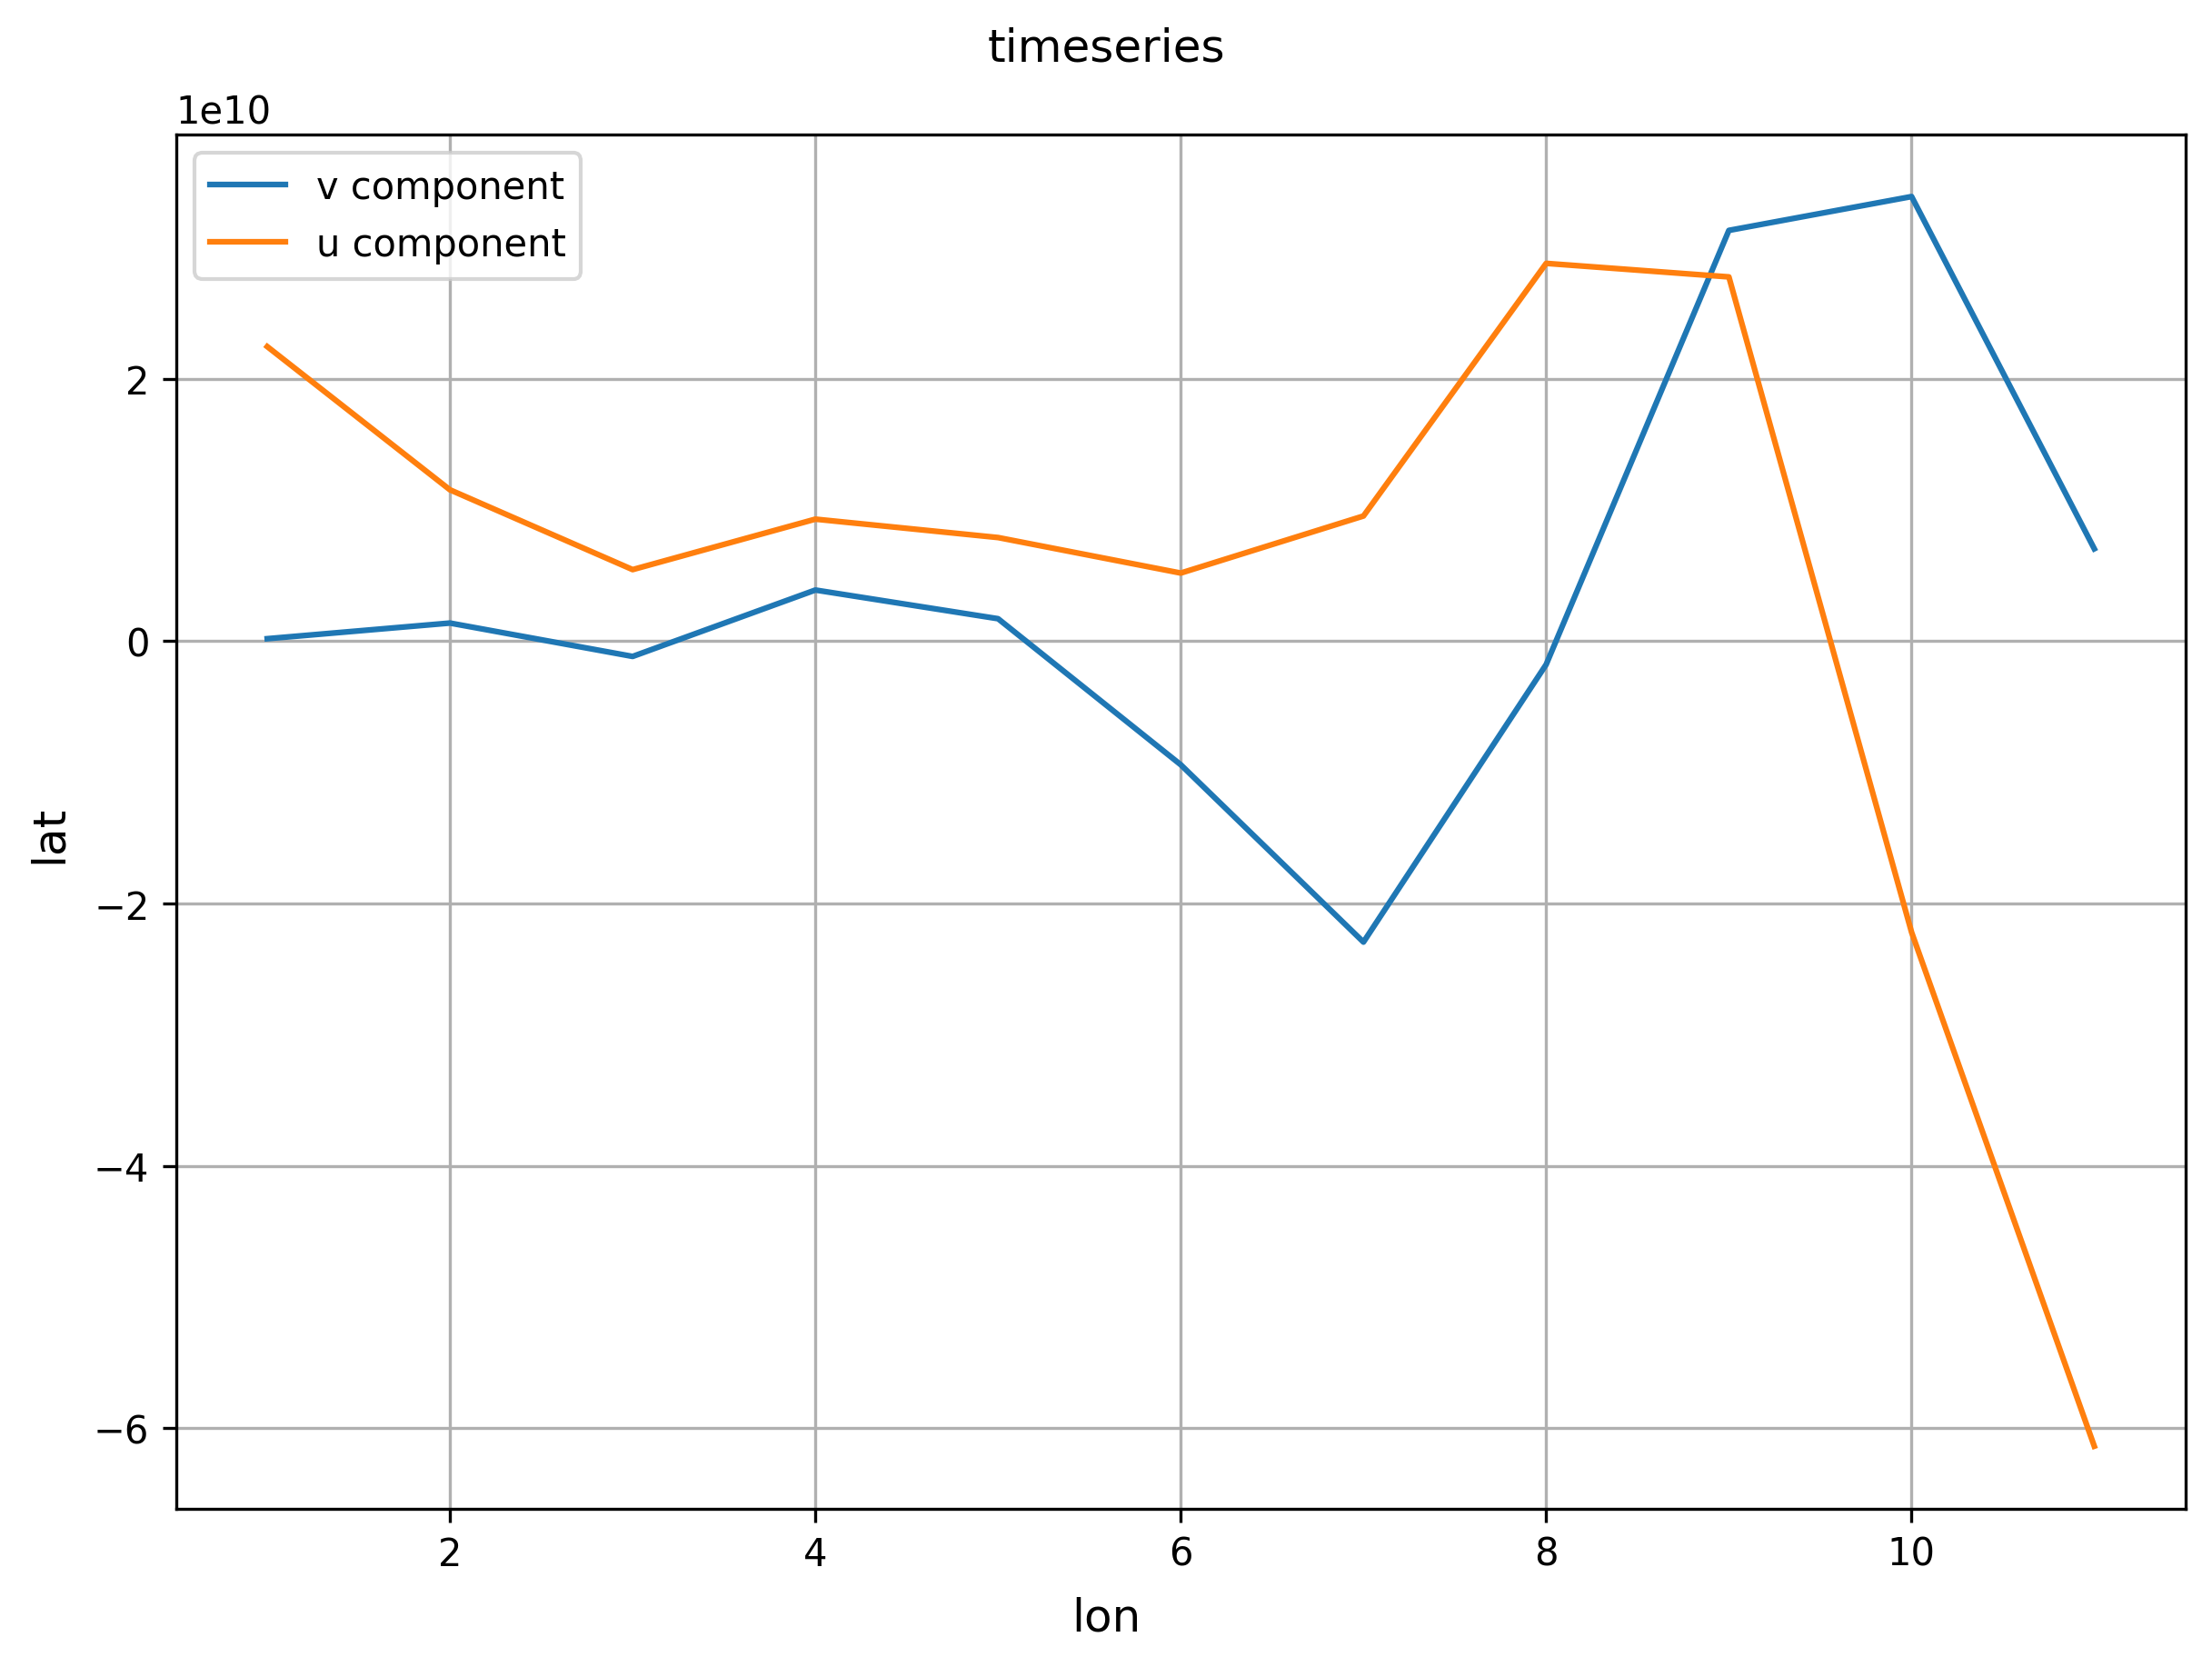 timeseries
1e10
v component
u component
2
0
−2
−4
−6
lat
2 4 6 8 10
lon